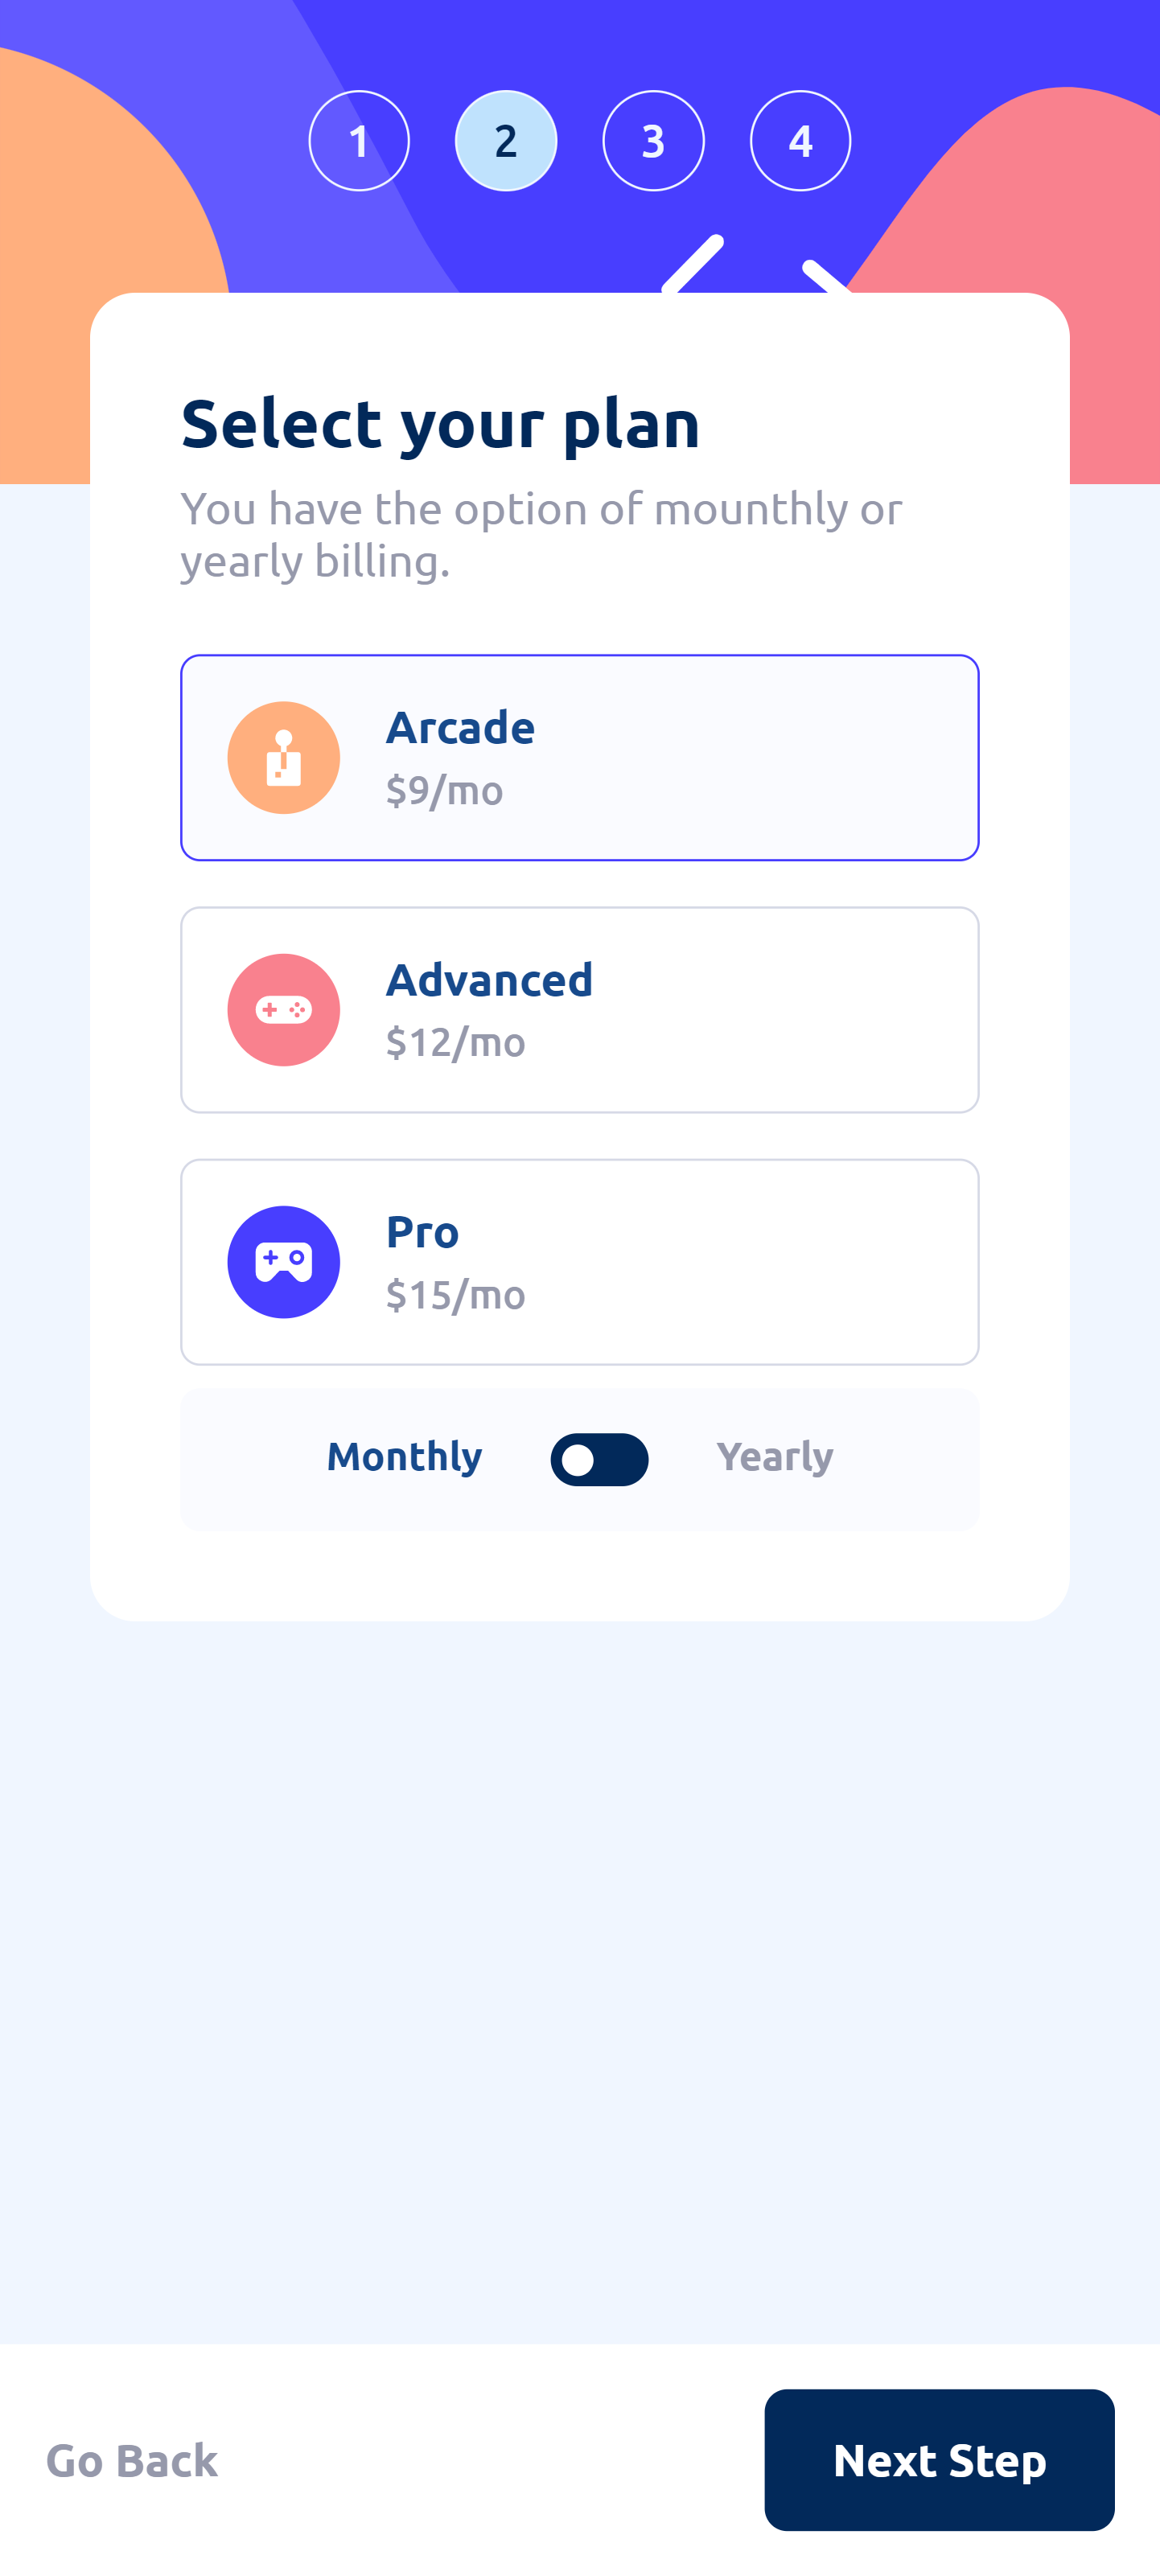 1 2 3 4
Select your plan
You have the option of mounthly or
yearly billing.
Arcade
$9/mo
Advanced
$12/mo
Pro
$15/mo
Monthly Yearly
Go Back Next Step